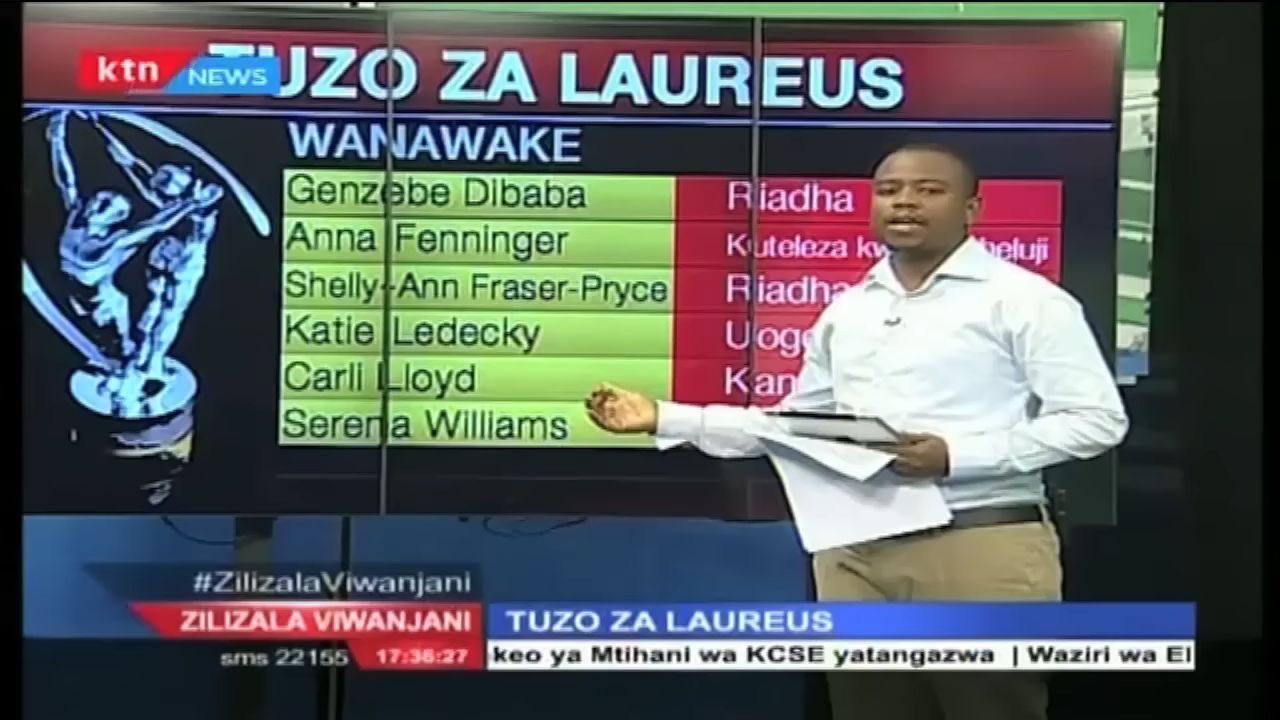 ktn NEWS
TUZO ZA LAUREUS
WANAWAKE
Genzebe Dibaba Riadha
Anna Fenninger Kuteleza
Shelly-Ann Fraser-Pryce Riadha
Katie Ledecky
Carli Lloyd
Serena Williams
#ZilizalaViwanjani
ZILIZALA VIWANJANI TUZO ZA LAUREUS
sms 22155 17:36:27 keo ya Mtihani wa KCSE yatangazwa | Waziri wa El